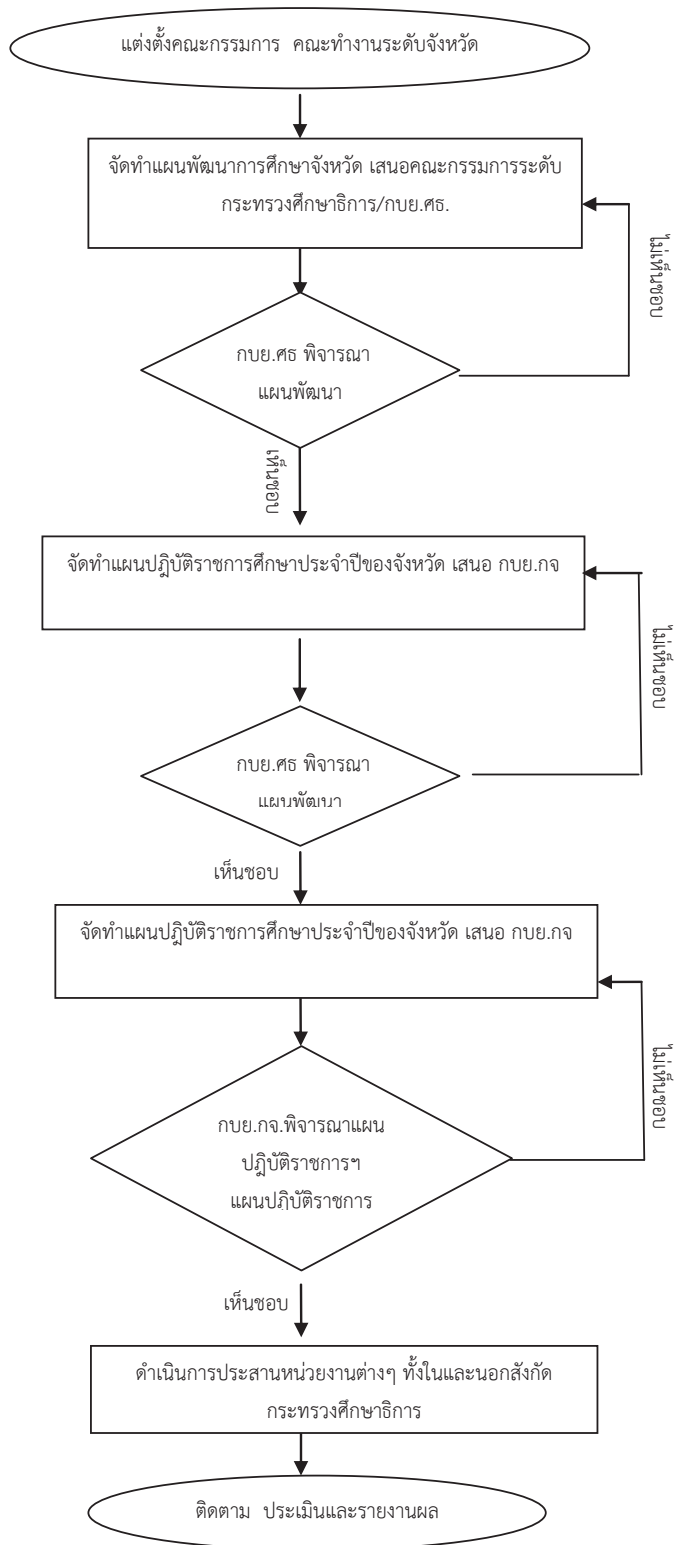 แต่งตั้งคณะกรรมการ คณะทำงานระดับจังหวัด
จัดทำแผนพัฒนาการศึกษาจังหวัด เสนอคณะกรรมการระดับ
กระทรวงศึกษาธิการ/กบย.ศธ.
ไม่เห็นชอบ
กบย.ศธ พิจารณา
แผนพัฒนา
เห็นชอบ
จัดทำแผนปฏิบัติราชการศึกษาประจำปีของจังหวัด เสนอ กบย.กจ
ไม่เห็นชอบ
กบย.ศธ พิจารณา
แผนพัฒนา
เห็นชอบ
จัดทำแผนปฏิบัติราชการศึกษาประจำปีของจังหวัด เสนอ กบย.กจ
ไม่เห็นชอบ
กบย.กจ.พิจารณาแผน
ปฏิบัติราชการฯ
แผนปฏิบัติราชการ
เห็นชอบ
ดำเนินการประสานหน่วยงานต่างๆ ทั้งในและนอกสังกัด
กระทรวงศึกษาธิการ
ติดตาม ประเมินและรายงานผล